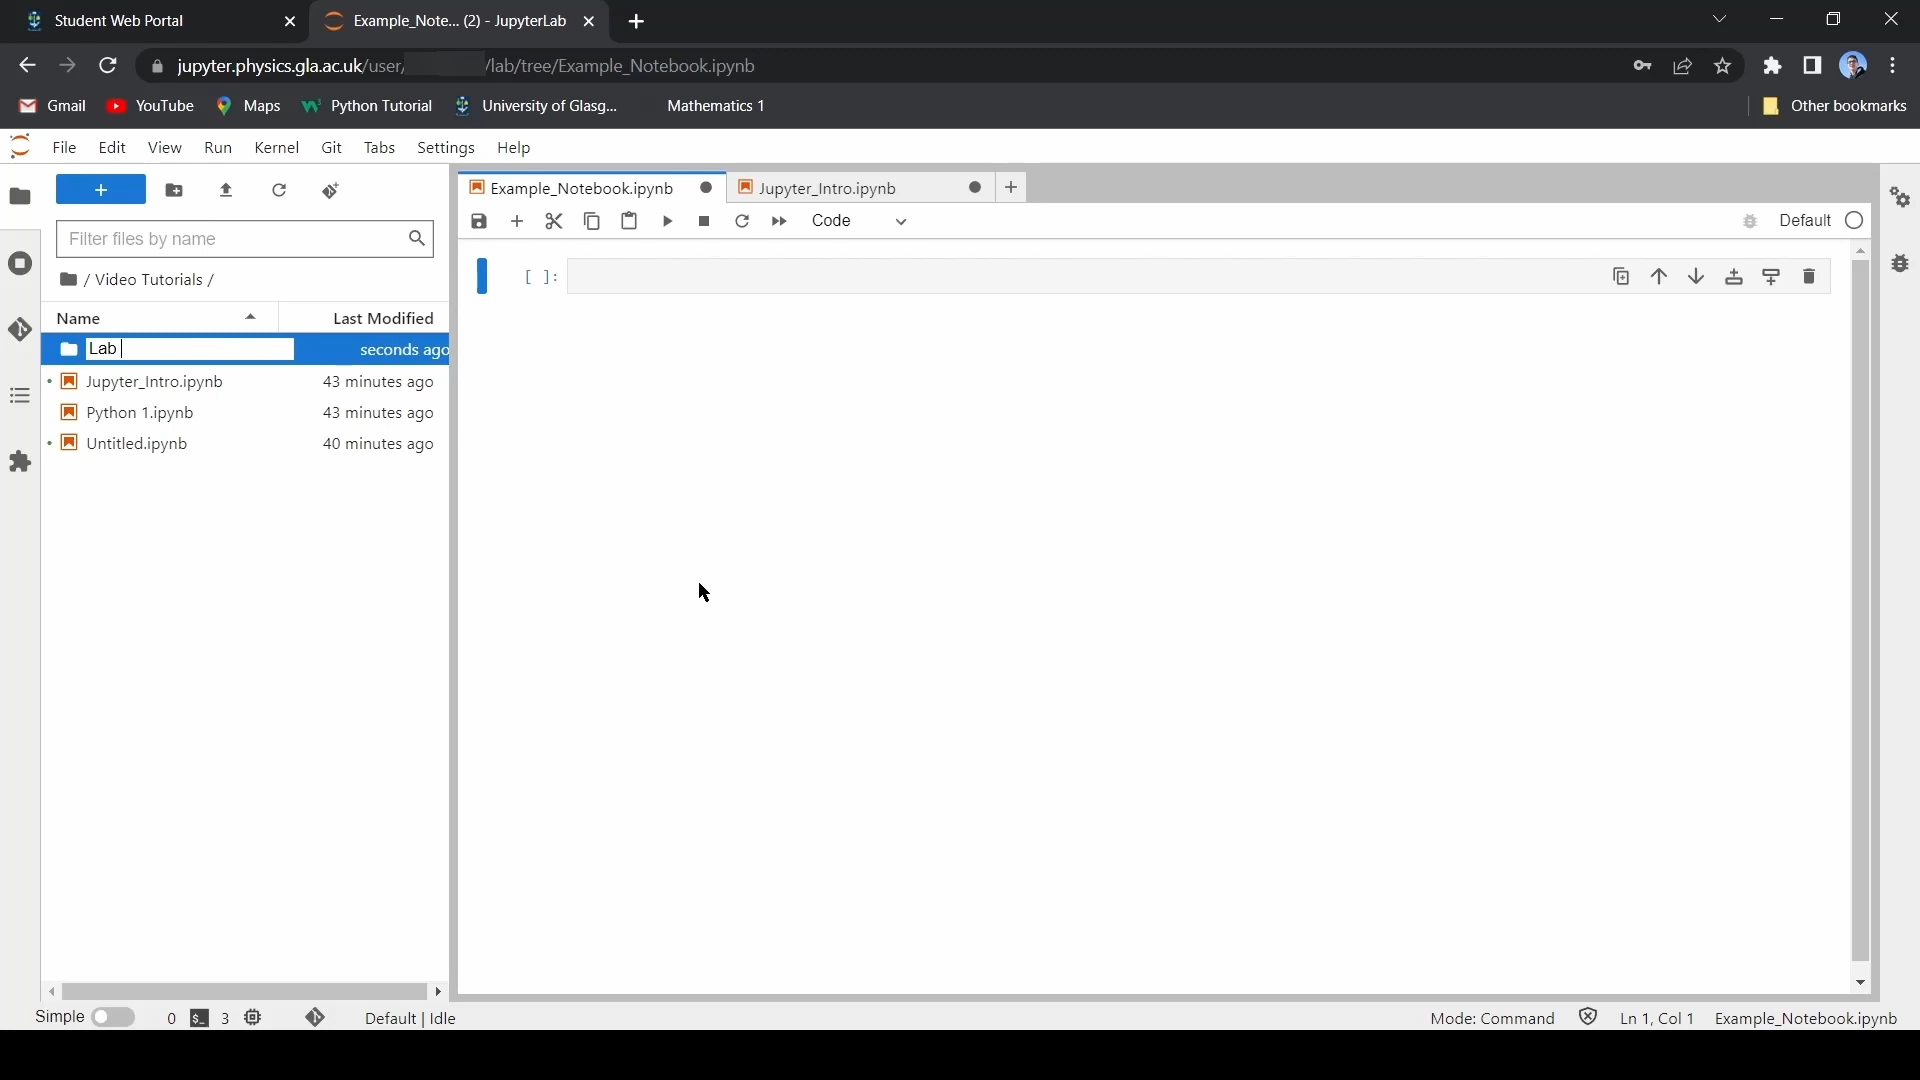 Student Web Portal
Example_Note... (2) - JupyterLab
jupyter.physics.gla.ac.uk/user/ /lab/tree/Example_Notebook.ipynb
Gmail YouTube Maps Python Tutorial University of Glasg... Mathematics 1 Other bookmarks
File Edit View Run Kernel Git Tabs Settings Help
Example_Notebook.ipynb Jupyter_Intro.ipynb
Code Default
Filter files by name
/ Video Tutorials /
[ ]:
Name Last Modified
Lab seconds ago
Jupyter_Intro.ipynb 43 minutes ago
Python 1.ipynb 43 minutes ago
Untitled.ipynb 40 minutes ago
Simple 0 $_ 3 Default | Idle Mode: Command Ln 1, Col 1 Example_Notebook.ipynb